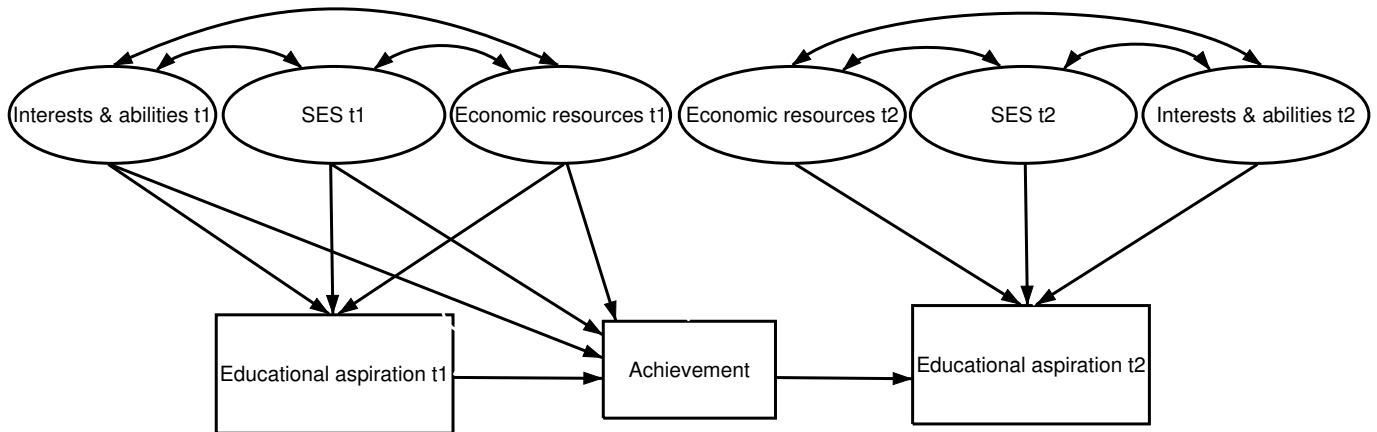 Interests & abilities t1
SES t1
Economic resources t1
Economic resources t2
SES t2
Interests & abilities t2
Educational aspiration t1
Achievement
Educational aspiration t2